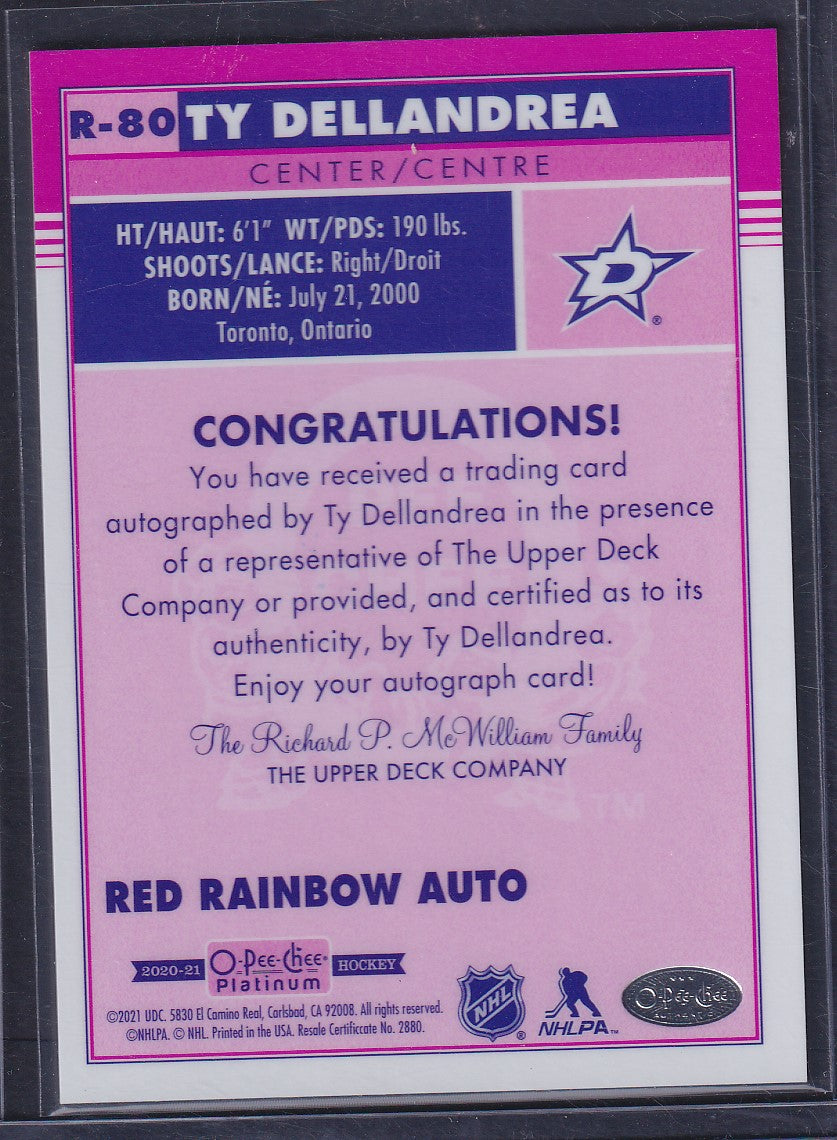 R-80 TY DELLANDREA
CENTER/CENTRE
HT/HAUT: 6'1" WT/PDS: 190 lbs.
SHOOTS/LANCE: Right/Droit
BORN/NÉ: July 21, 2000
Toronto, Ontario
D
®
CONGRATULATIONS!
You have received a trading card
autographed by Ty Dellandrea in the presence
of a representative of The Upper Deck
Company or provided, and certified as to its
authenticity, by Ty Dellandrea.
Enjoy your autograph card!
The Richard P. McWilliam Family
THE UPPER DECK COMPANY
TM
RED RAINBOW AUTO
2020-21 O-Pee-Chee® HOCKEY
Platinum
©2021 UDC. 5830 El Camino Real, Carlsbad, CA 92008. All rights reserved.
©NHLPA. © NHL. Printed in the USA. Resale Certificate No. 2880.
NHL ®
NHLPA™
O-Pee-Chee